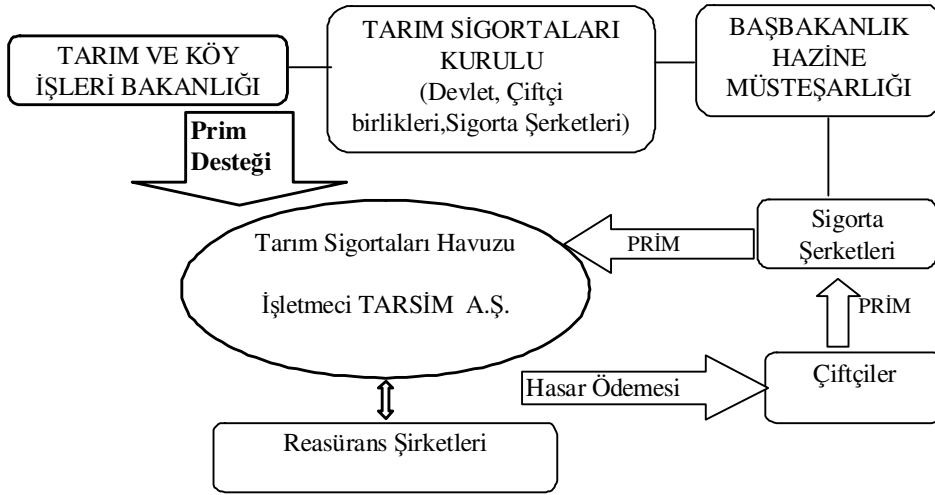 TARIM VE KÖY
İŞLERİ BAKANLIĞI
TARIM SİGORTALARI
KURULU
(Devlet, Çiftçi
birlikleri,Sigorta Şerketleri)
BAŞBAKANLIK
HAZİNE
MÜSTEŞARLIĞI
Prim
Desteği
Tarım Sigortaları Havuzu
İşletmeci TARSİM A.Ş.
PRİM
Sigorta
Şerketleri
PRİM
Hasar Ödemesi
Çiftçiler
Reasürans Şirketleri